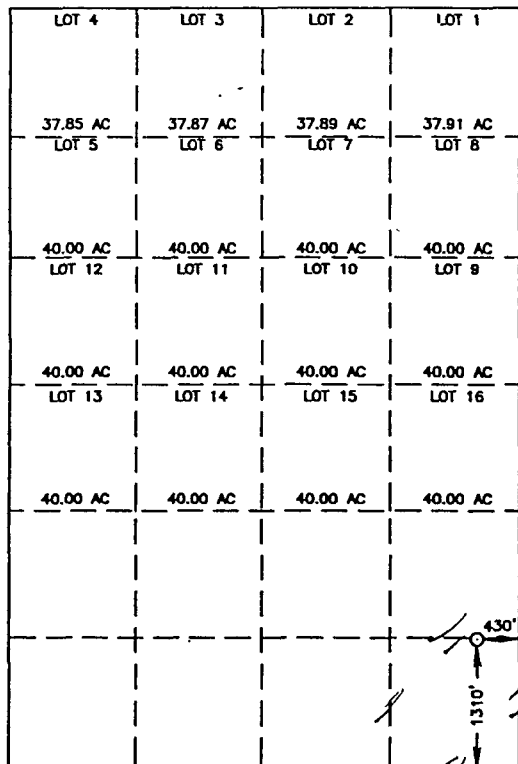 LOT 4 LOT 3 LOT 2 LOT 1
37.85 AC 37.87 AC 37.89 AC 37.91 AC
LOT 5 LOT 6 LOT 7 LOT 8
40.00 AC 40.00 AC 40.00 AC 40.00 AC
LOT 12 LOT 11 LOT 10 LOT 9
40.00 AC 40.00 AC 40.00 AC 40.00 AC
LOT 13 LOT 14 LOT 15 LOT 16
40.00 AC 40.00 AC 40.00 AC 40.00 AC
430'
1310'